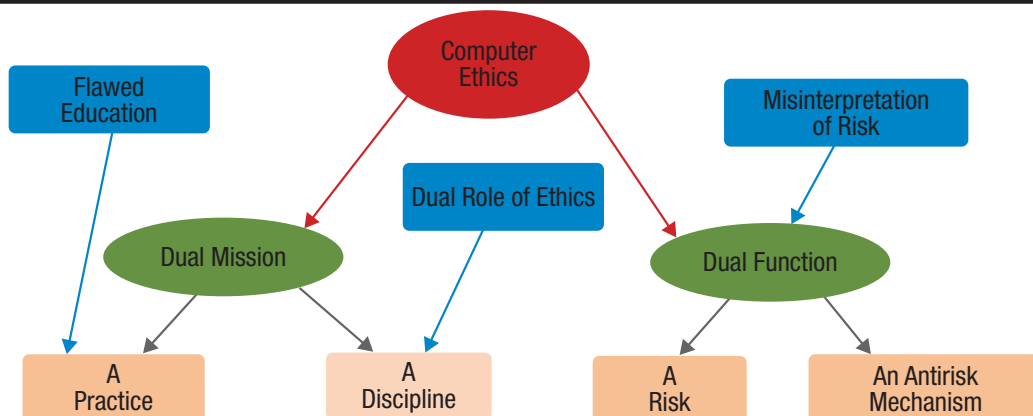 Computer
Ethics
Flawed
Education
Misinterpretation
of Risk
Dual Role of Ethics
Dual Mission
Dual Function
A
Practice
A
Discipline
A
Risk
An Antirisk
Mechanism